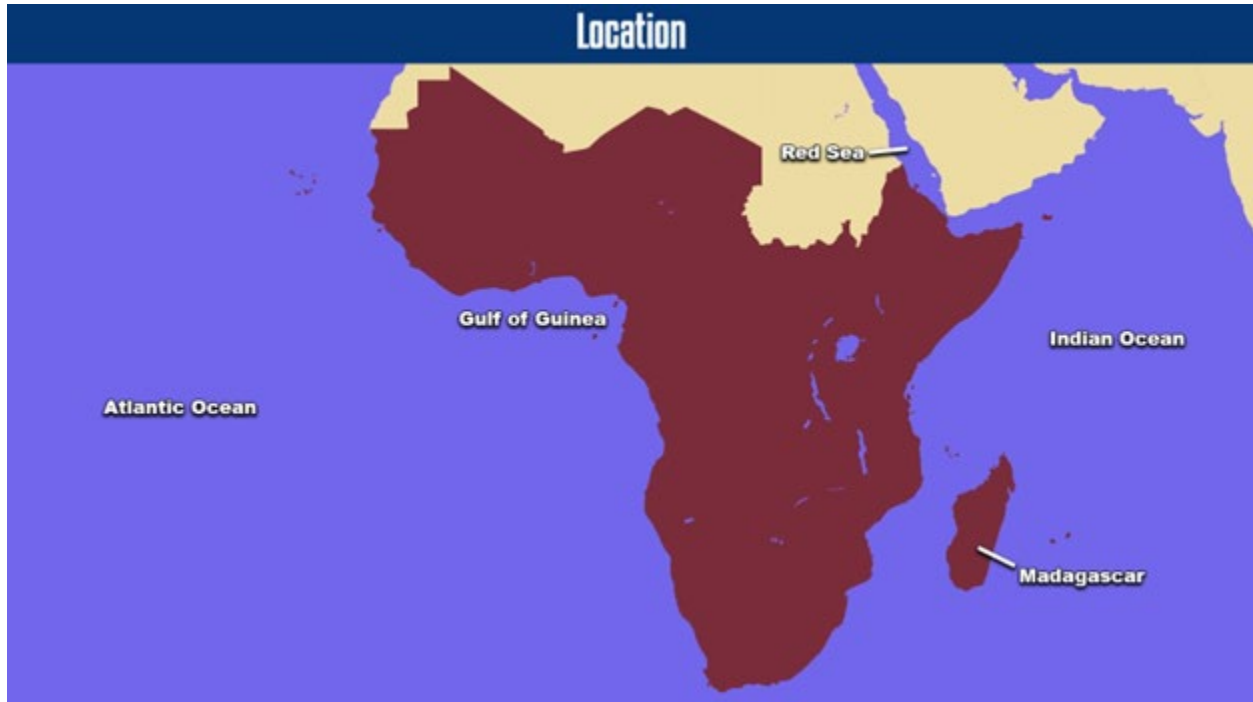 Location
Red Sea
Gulf of Guinea
Indian Ocean
Atlantic Ocean
Madagascar